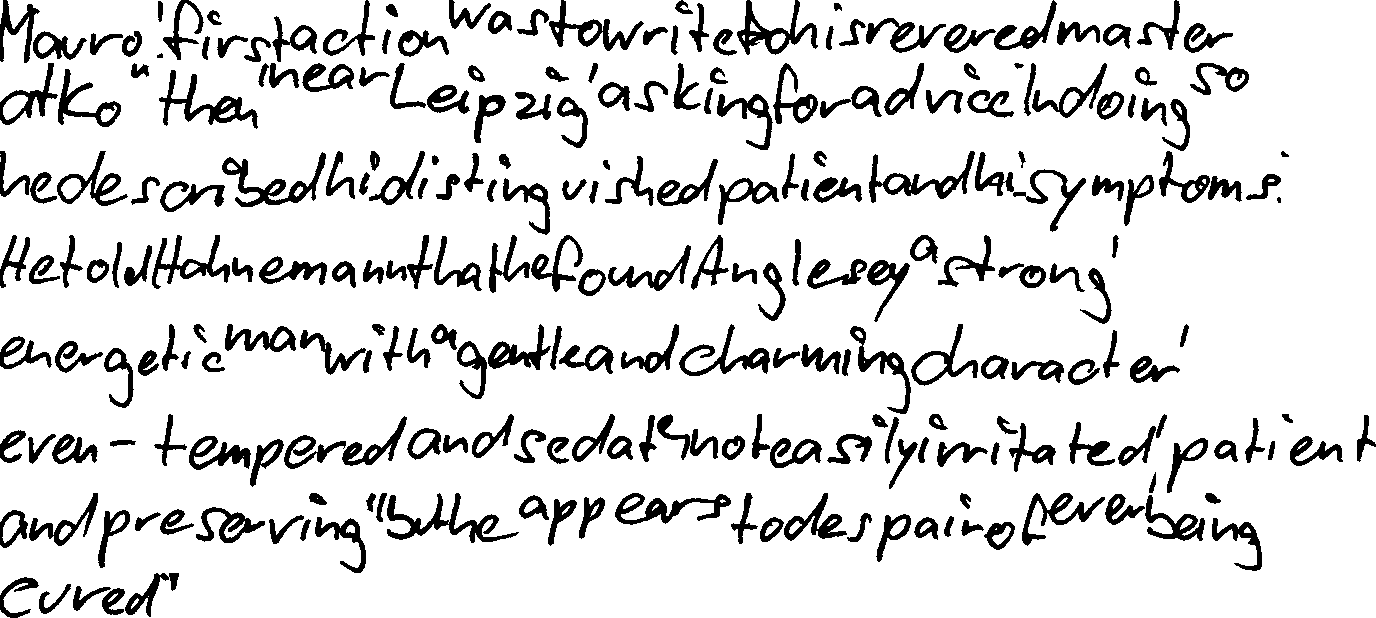 Mauro's first action was to write to his revered master
at Ko"then" near Leipzig' asking for advice In doing so
he described his distinguished patient and his symptoms.
He told Hahnemann that he found Anglesey a strong'
energetic man with a gentle and charming character'
even-tempered and sedate, not easily irritated' patient
and preserving" "but he appears to despair of ever being
cured"